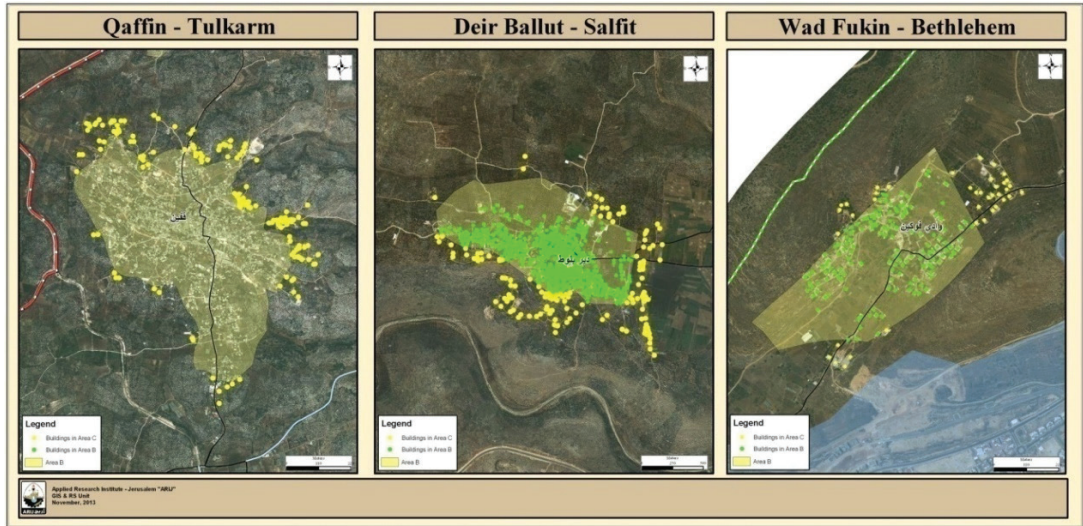 Qaffin - Tulkarm
Deir Ballut - Salfit
Wad Fukin - Bethlehem
قفين
دير بلوط
وادي فوكين
Legend
Buildings in Area C
Buildings in Area B
Area B
Legend
Buildings in Area C
Buildings in Area B
Area B
Legend
Buildings in Area C
Buildings in Area B
Area B
Applied Research Institute - Jerusalem "ARIJ"
GIS & RS Unit
November, 2013